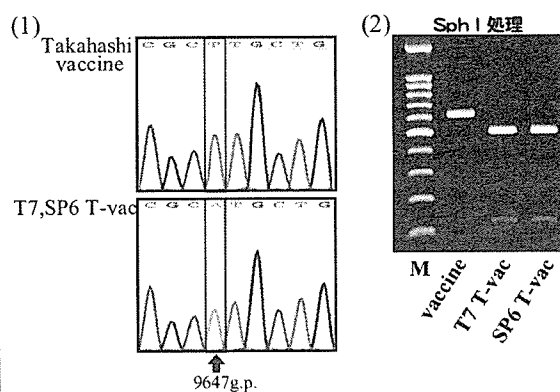 (1)
Takahashi
vaccine
C G C T T G C T G
T7,SP6 T-vac
C G C A T G C T G
9647g.p.
(2)
Sph I 処理
M
vaccine
T7 T-vac
SP6 T-vac